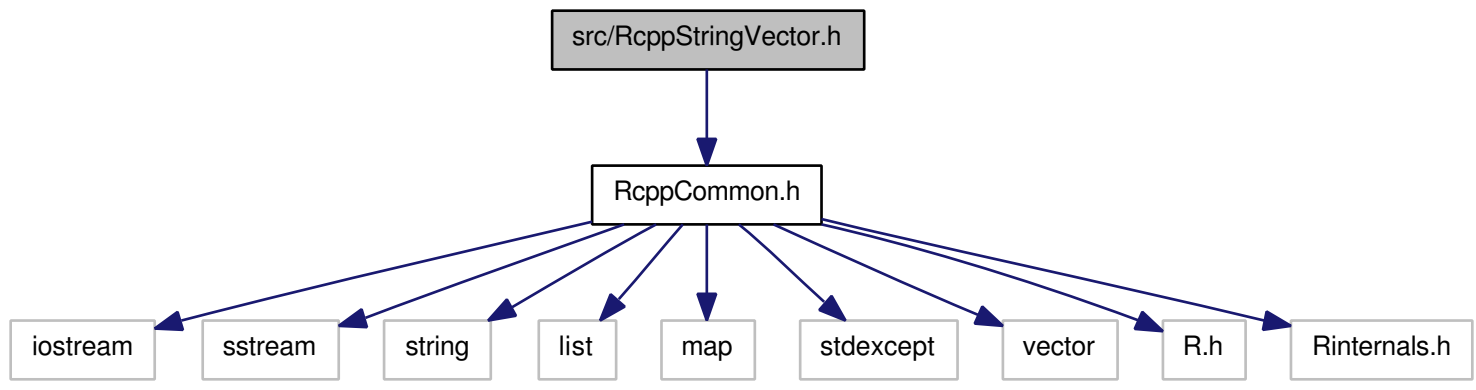 src/RcppStringVector.h
RcppCommon.h
iostream
sstream
string
list
map
stdexcept
vector
R.h
Rinternals.h